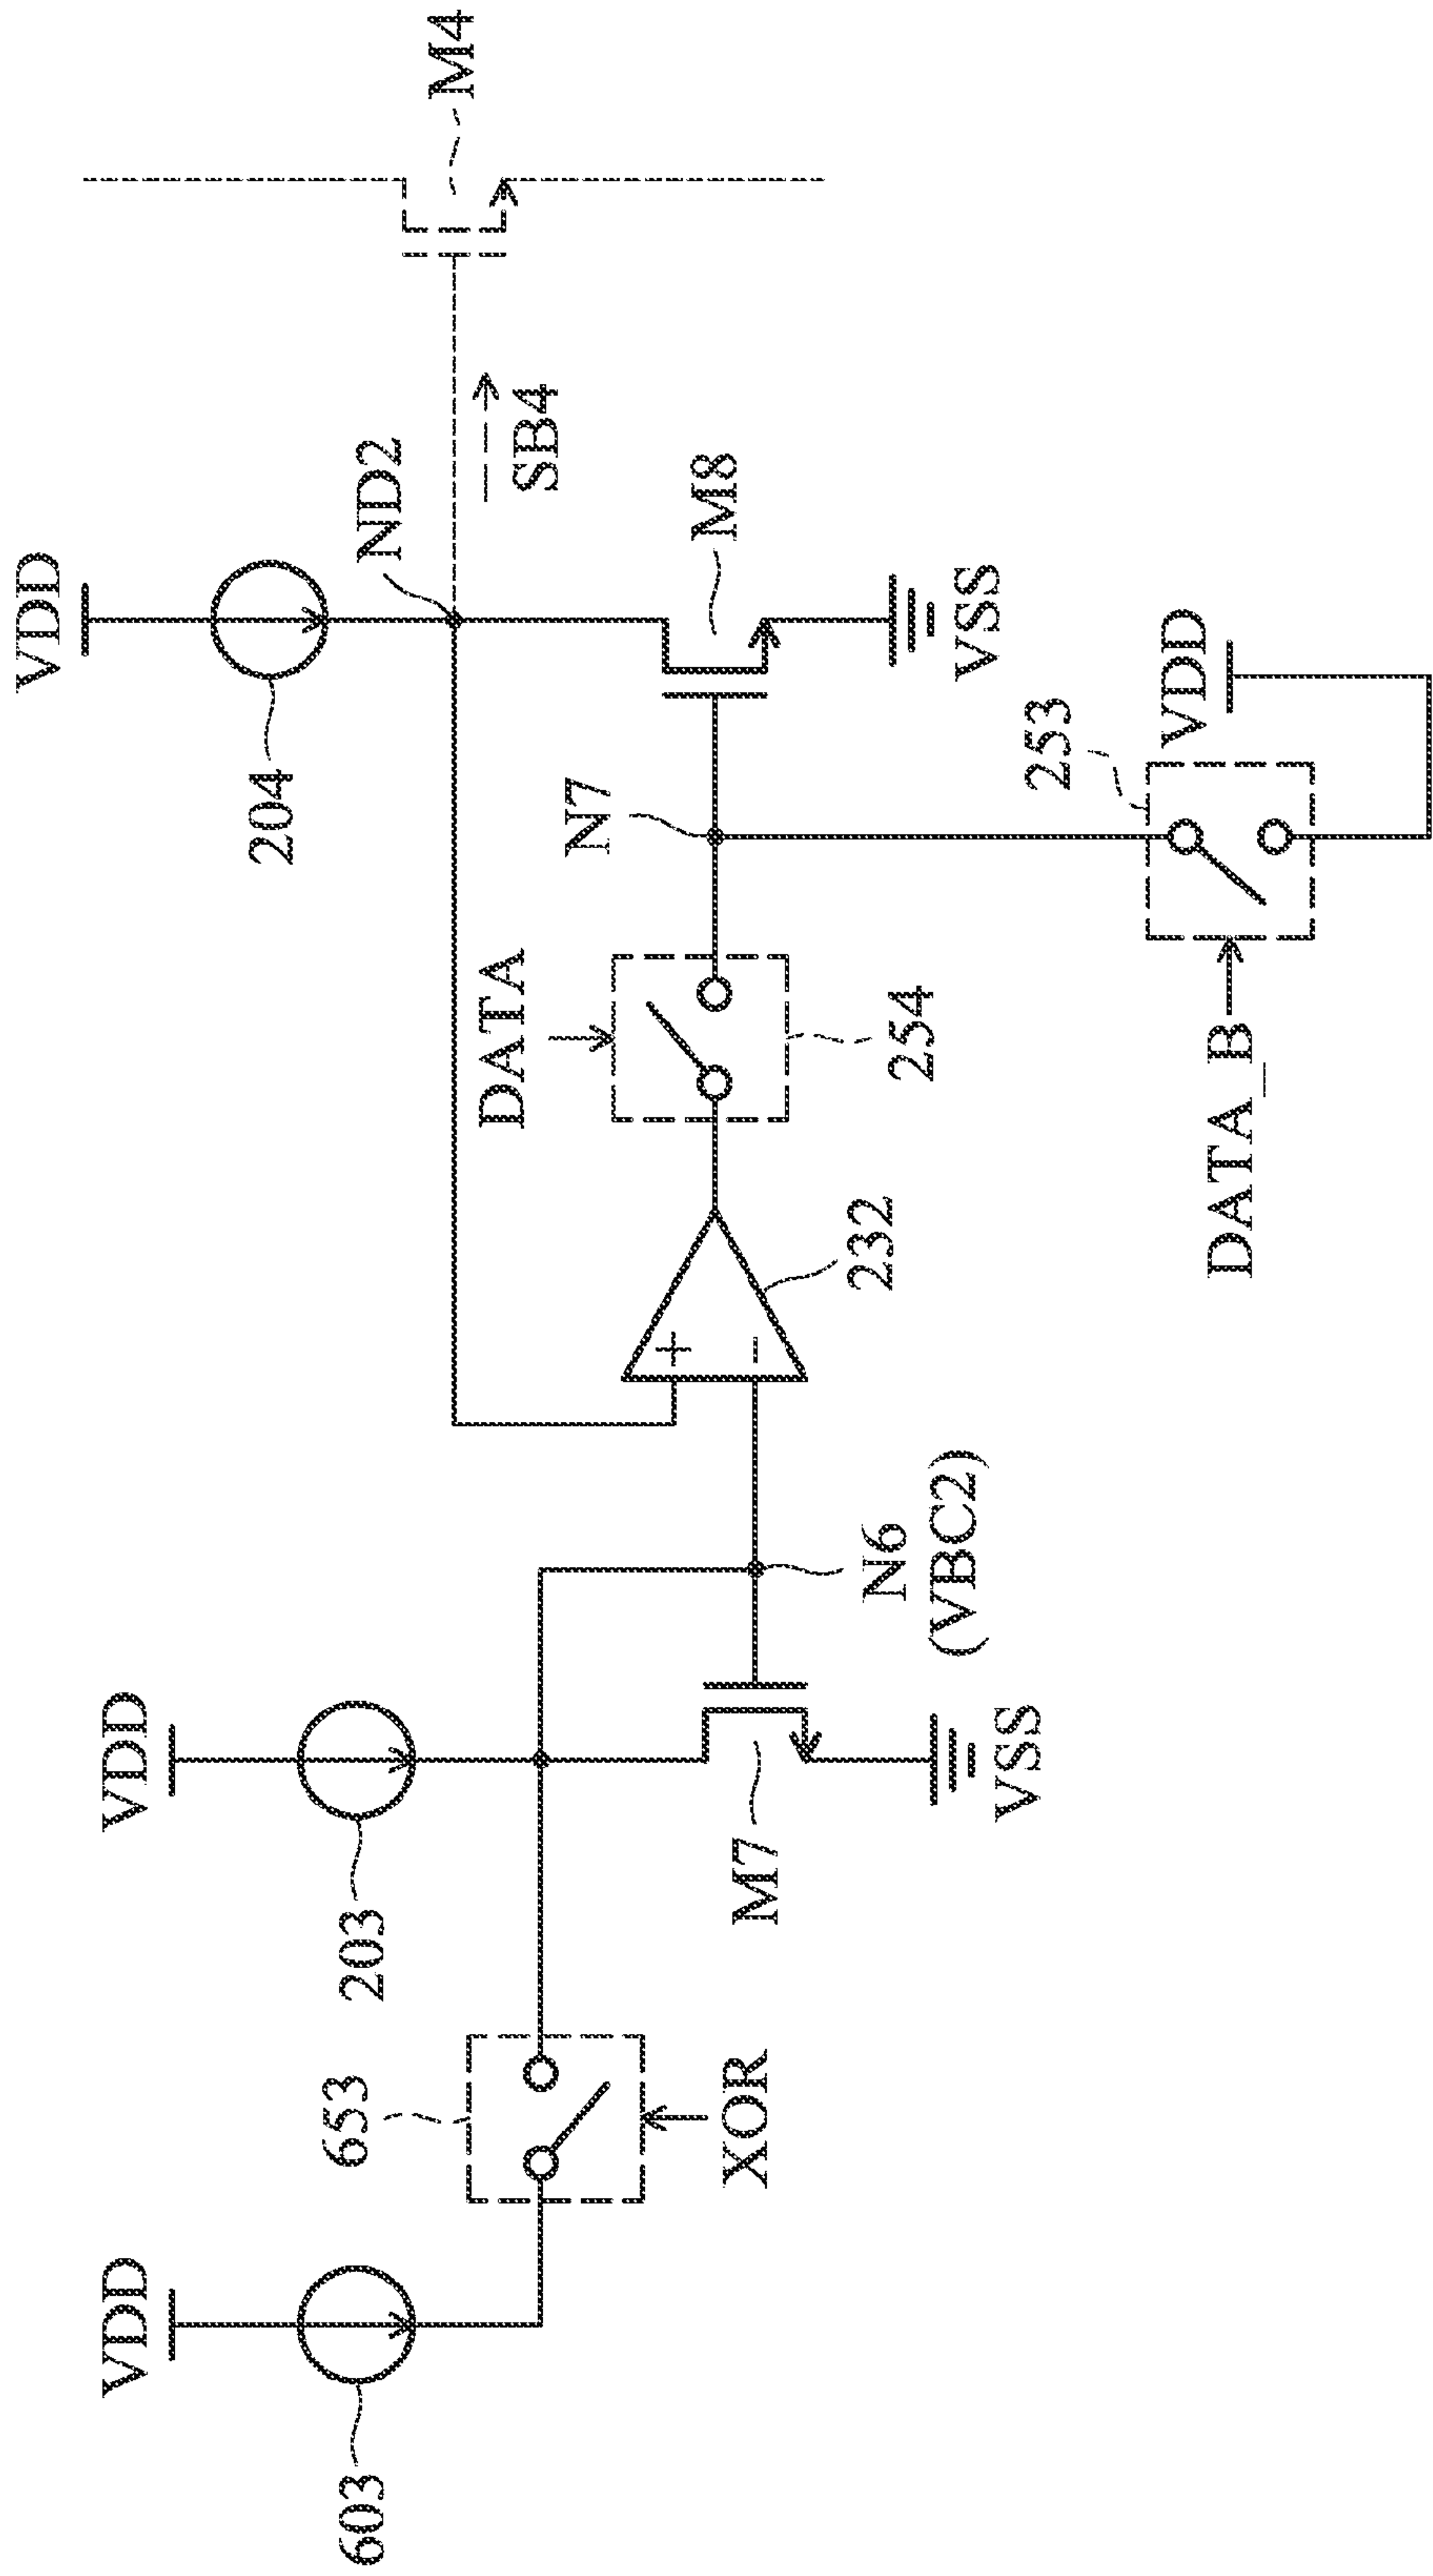 VDD
VDD
VDD
603
653
203
204
ND2
M4
SB4
XOR
M7
VSS
N6
(VBC2)
232
DATA
254
N7
M8
VSS
253
VDD
DATA_B
+
−